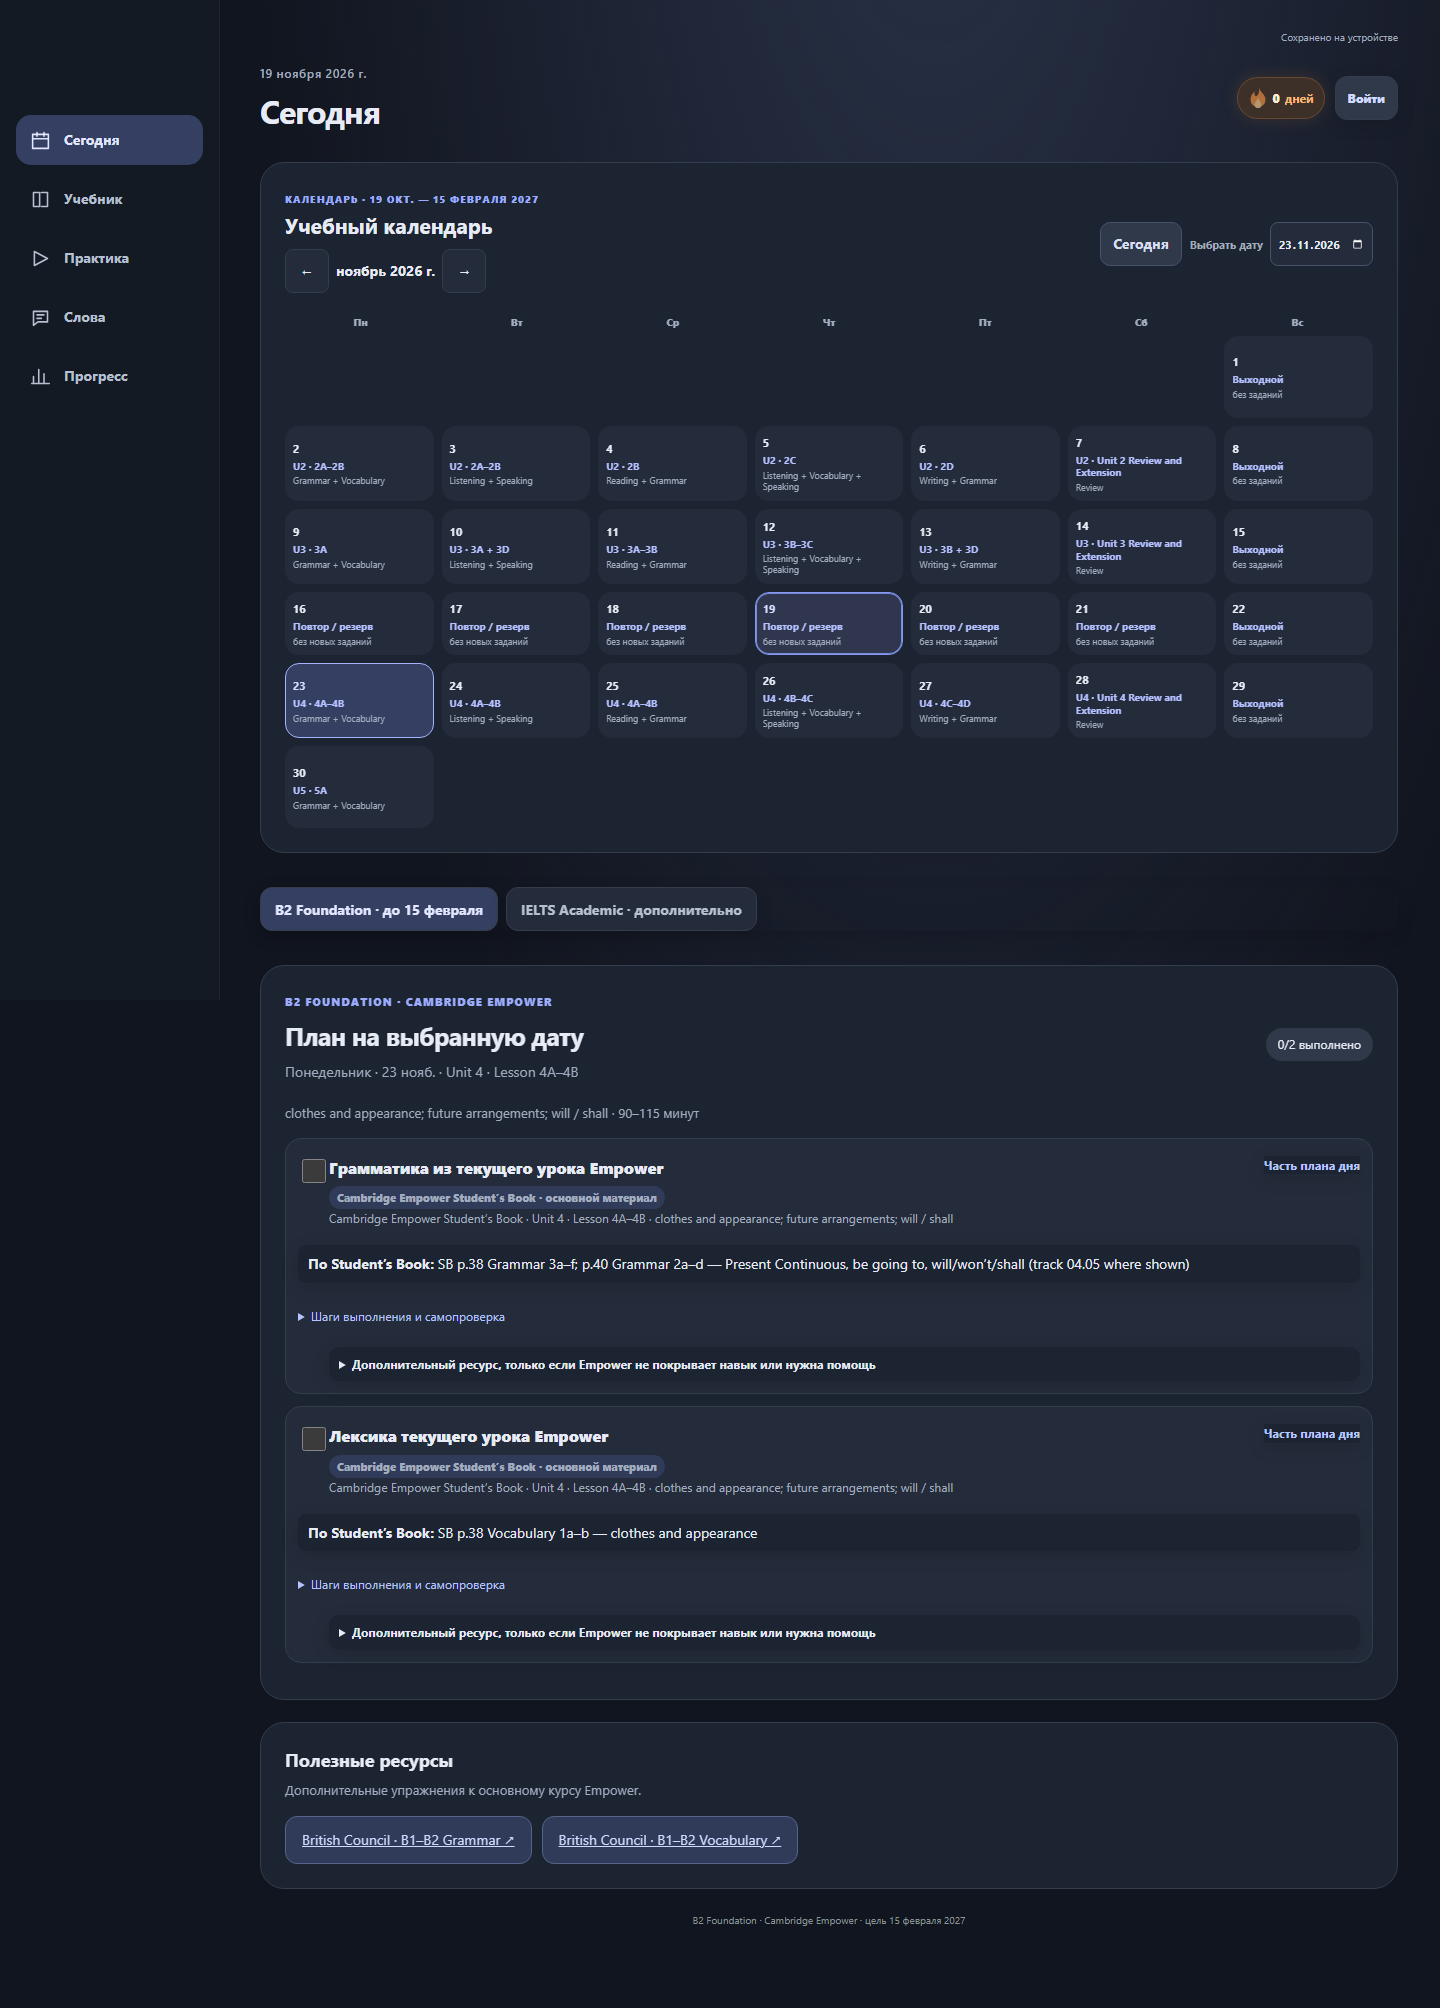 Сохранено на устройстве
19 ноября 2026 г.
Сегодня
0 дней
Войти
Сегодня
Учебник
Практика
Слова
Прогресс
КАЛЕНДАРЬ · 19 ОКТ. — 15 ФЕВРАЛЯ 2027
Учебный календарь
← ноябрь 2026 г. →
Сегодня Выбрать дату 23.11.2026
Пн Вт Ср Чт Пт Сб Вс
1
Выходной
без заданий
2
U2 · 2A–2B
Grammar + Vocabulary
3
U2 · 2A–2B
Listening + Speaking
4
U2 · 2B
Reading + Grammar
5
U2 · 2C
Listening + Vocabulary +
Speaking
6
U2 · 2D
Writing + Grammar
7
U2 · Unit 2 Review and
Extension
Review
8
Выходной
без заданий
9
U3 · 3A
Grammar + Vocabulary
10
U3 · 3A + 3D
Listening + Speaking
11
U3 · 3A–3B
Reading + Grammar
12
U3 · 3B–3C
Listening + Vocabulary +
Speaking
13
U3 · 3B + 3D
Writing + Grammar
14
U3 · Unit 3 Review and
Extension
Review
15
Выходной
без заданий
16
Повтор / резерв
без новых заданий
17
Повтор / резерв
без новых заданий
18
Повтор / резерв
без новых заданий
19
Повтор / резерв
без новых заданий
20
Повтор / резерв
без новых заданий
21
Повтор / резерв
без новых заданий
22
Выходной
без заданий
23
U4 · 4A–4B
Grammar + Vocabulary
24
U4 · 4A–4B
Listening + Speaking
25
U4 · 4A–4B
Reading + Grammar
26
U4 · 4B–4C
Listening + Vocabulary +
Speaking
27
U4 · 4C–4D
Writing + Grammar
28
U4 · Unit 4 Review and
Extension
Review
29
Выходной
без заданий
30
U5 · 5A
Grammar + Vocabulary
B2 Foundation · до 15 февраля
IELTS Academic · дополнительно
B2 FOUNDATION · CAMBRIDGE EMPOWER
План на выбранную дату
0/2 выполнено
Понедельник · 23 нояб. · Unit 4 · Lesson 4A–4B
clothes and appearance; future arrangements; will / shall · 90–115 минут
Грамматика из текущего урока Empower
Часть плана дня
Cambridge Empower Student’s Book · основной материал
Cambridge Empower Student’s Book · Unit 4 · Lesson 4A–4B · clothes and appearance; future arrangements; will / shall
По Student’s Book: SB p.38 Grammar 3a–f; p.40 Grammar 2a–d — Present Continuous, be going to, will/won’t/shall (track 04.05 where shown)
Шаги выполнения и самопроверка
Дополнительный ресурс, только если Empower не покрывает навык или нужна помощь
Лексика текущего урока Empower
Часть плана дня
Cambridge Empower Student’s Book · основной материал
Cambridge Empower Student’s Book · Unit 4 · Lesson 4A–4B · clothes and appearance; future arrangements; will / shall
По Student’s Book: SB p.38 Vocabulary 1a–b — clothes and appearance
Шаги выполнения и самопроверка
Дополнительный ресурс, только если Empower не покрывает навык или нужна помощь
Полезные ресурсы
Дополнительные упражнения к основному курсу Empower.
British Council · B1–B2 Grammar ↗
British Council · B1–B2 Vocabulary ↗
B2 Foundation · Cambridge Empower · цель 15 февраля 2027